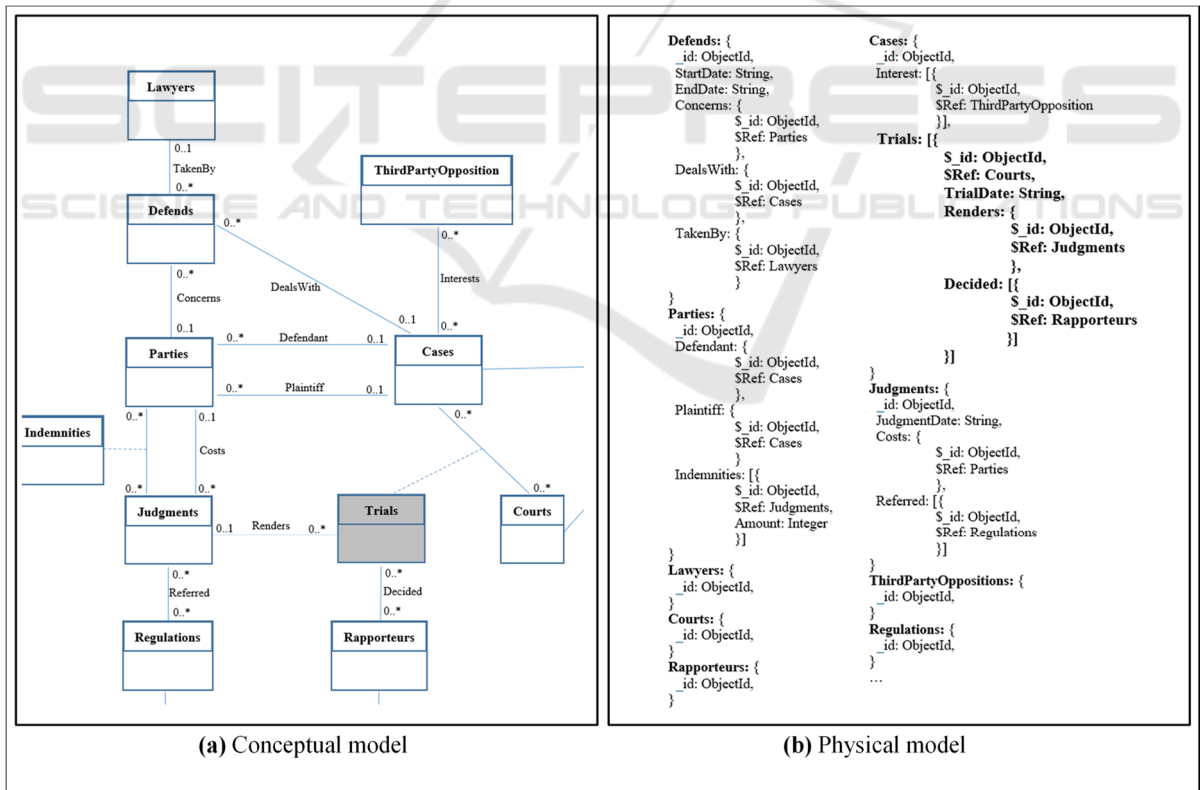 SCITEPRESS
SCIENCE AND TECHNOLOGY PUBLICATIONS
Lawyers
0..1
TakenBy
0..*
Defends
0..*
ThirdPartyOpposition
0..*
Interests
0..*
0..*
Concerns
0..1
DealsWith
0..1
Parties
0..*
Defendant
0..1
Cases
0..*
Plaintiff
0..1
0..*
0..1
0..*
Indemnities
Costs
0..*
0..*
0..*
Judgments
0..1
Renders
0..*
Trials
Courts
0..*
Referred
0..*
0..*
Decided
0..*
Regulations
Rapporteurs
(a) Conceptual model
Defends: {
_id: ObjectId,
StartDate: String,
EndDate: String,
Concerns: {
$_id: ObjectId,
$Ref: Parties
},
DealsWith: {
$_id: ObjectId,
$Ref: Cases
},
TakenBy: {
$_id: ObjectId,
$Ref: Lawyers
}
}
Parties: {
_id: ObjectId,
Defendant: {
$_id: ObjectId,
$Ref: Cases
},
Plaintiff: {
$_id: ObjectId,
$Ref: Cases
}
Indemnities: [{
$_id: ObjectId,
$Ref: Judgments,
Amount: Integer
}]
}
Lawyers: {
_id: ObjectId,
}
Courts: {
_id: ObjectId,
}
Rapporteurs: {
_id: ObjectId,
}
Cases: {
_id: ObjectId,
Interest: [{
$_id: ObjectId,
$Ref: ThirdPartyOpposition
}],
Trials: [{
$_id: ObjectId,
$Ref: Courts,
TrialDate: String,
Renders: {
$_id: ObjectId,
$Ref: Judgments
},
Decided: [{
$_id: ObjectId,
$Ref: Rapporteurs
}]
}]
}
Judgments: {
_id: ObjectId,
JudgmentDate: String,
Costs: {
$_id: ObjectId,
$Ref: Parties
},
Referred: [{
$_id: ObjectId,
$Ref: Regulations
}]
}
ThirdPartyOppositions: {
_id: ObjectId,
}
Regulations: {
_id: ObjectId,
}
...
(b) Physical model